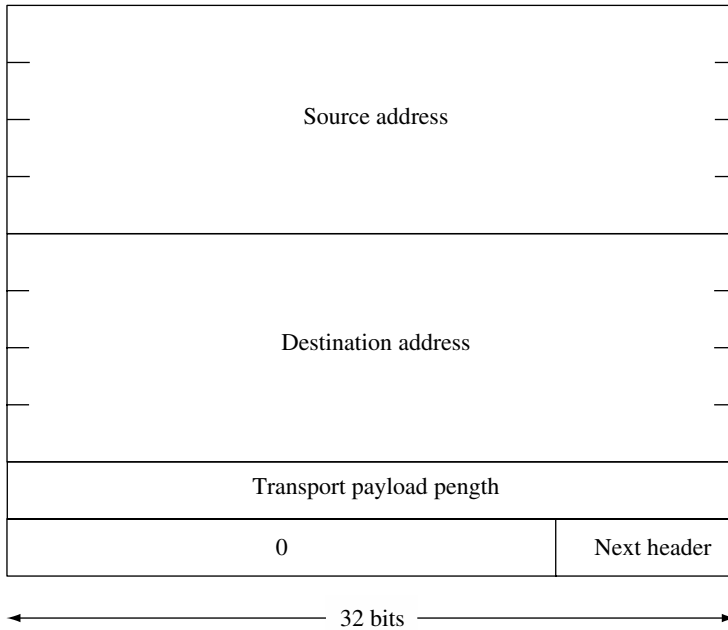 Source address
Destination address
Transport payload pength
0 Next header
32 bits